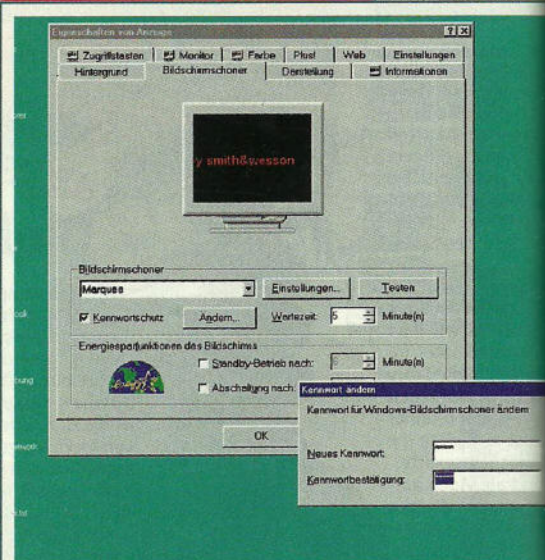 Eigenschaften von Anzeige
Zugriffstasten Monitor Farbe Plus! Web Einstellungen
Hintergrund Bildschirmschoner Darstellung Informationen
y smith&wesson
Bildschirmschoner
Marquee Einstellungen... Testen
Kennwortschutz Ändern... Wartezeit: 5 Minute(n)
Energiesparfunktionen des Bildschirms
Standby-Betrieb nach: Minute(n)
Abschaltung nach
OK
Kennwort ändern
Kennwort für Windows-Bildschirmschoner ändern
Neues Kennwort:
Kennwortbestätigung: